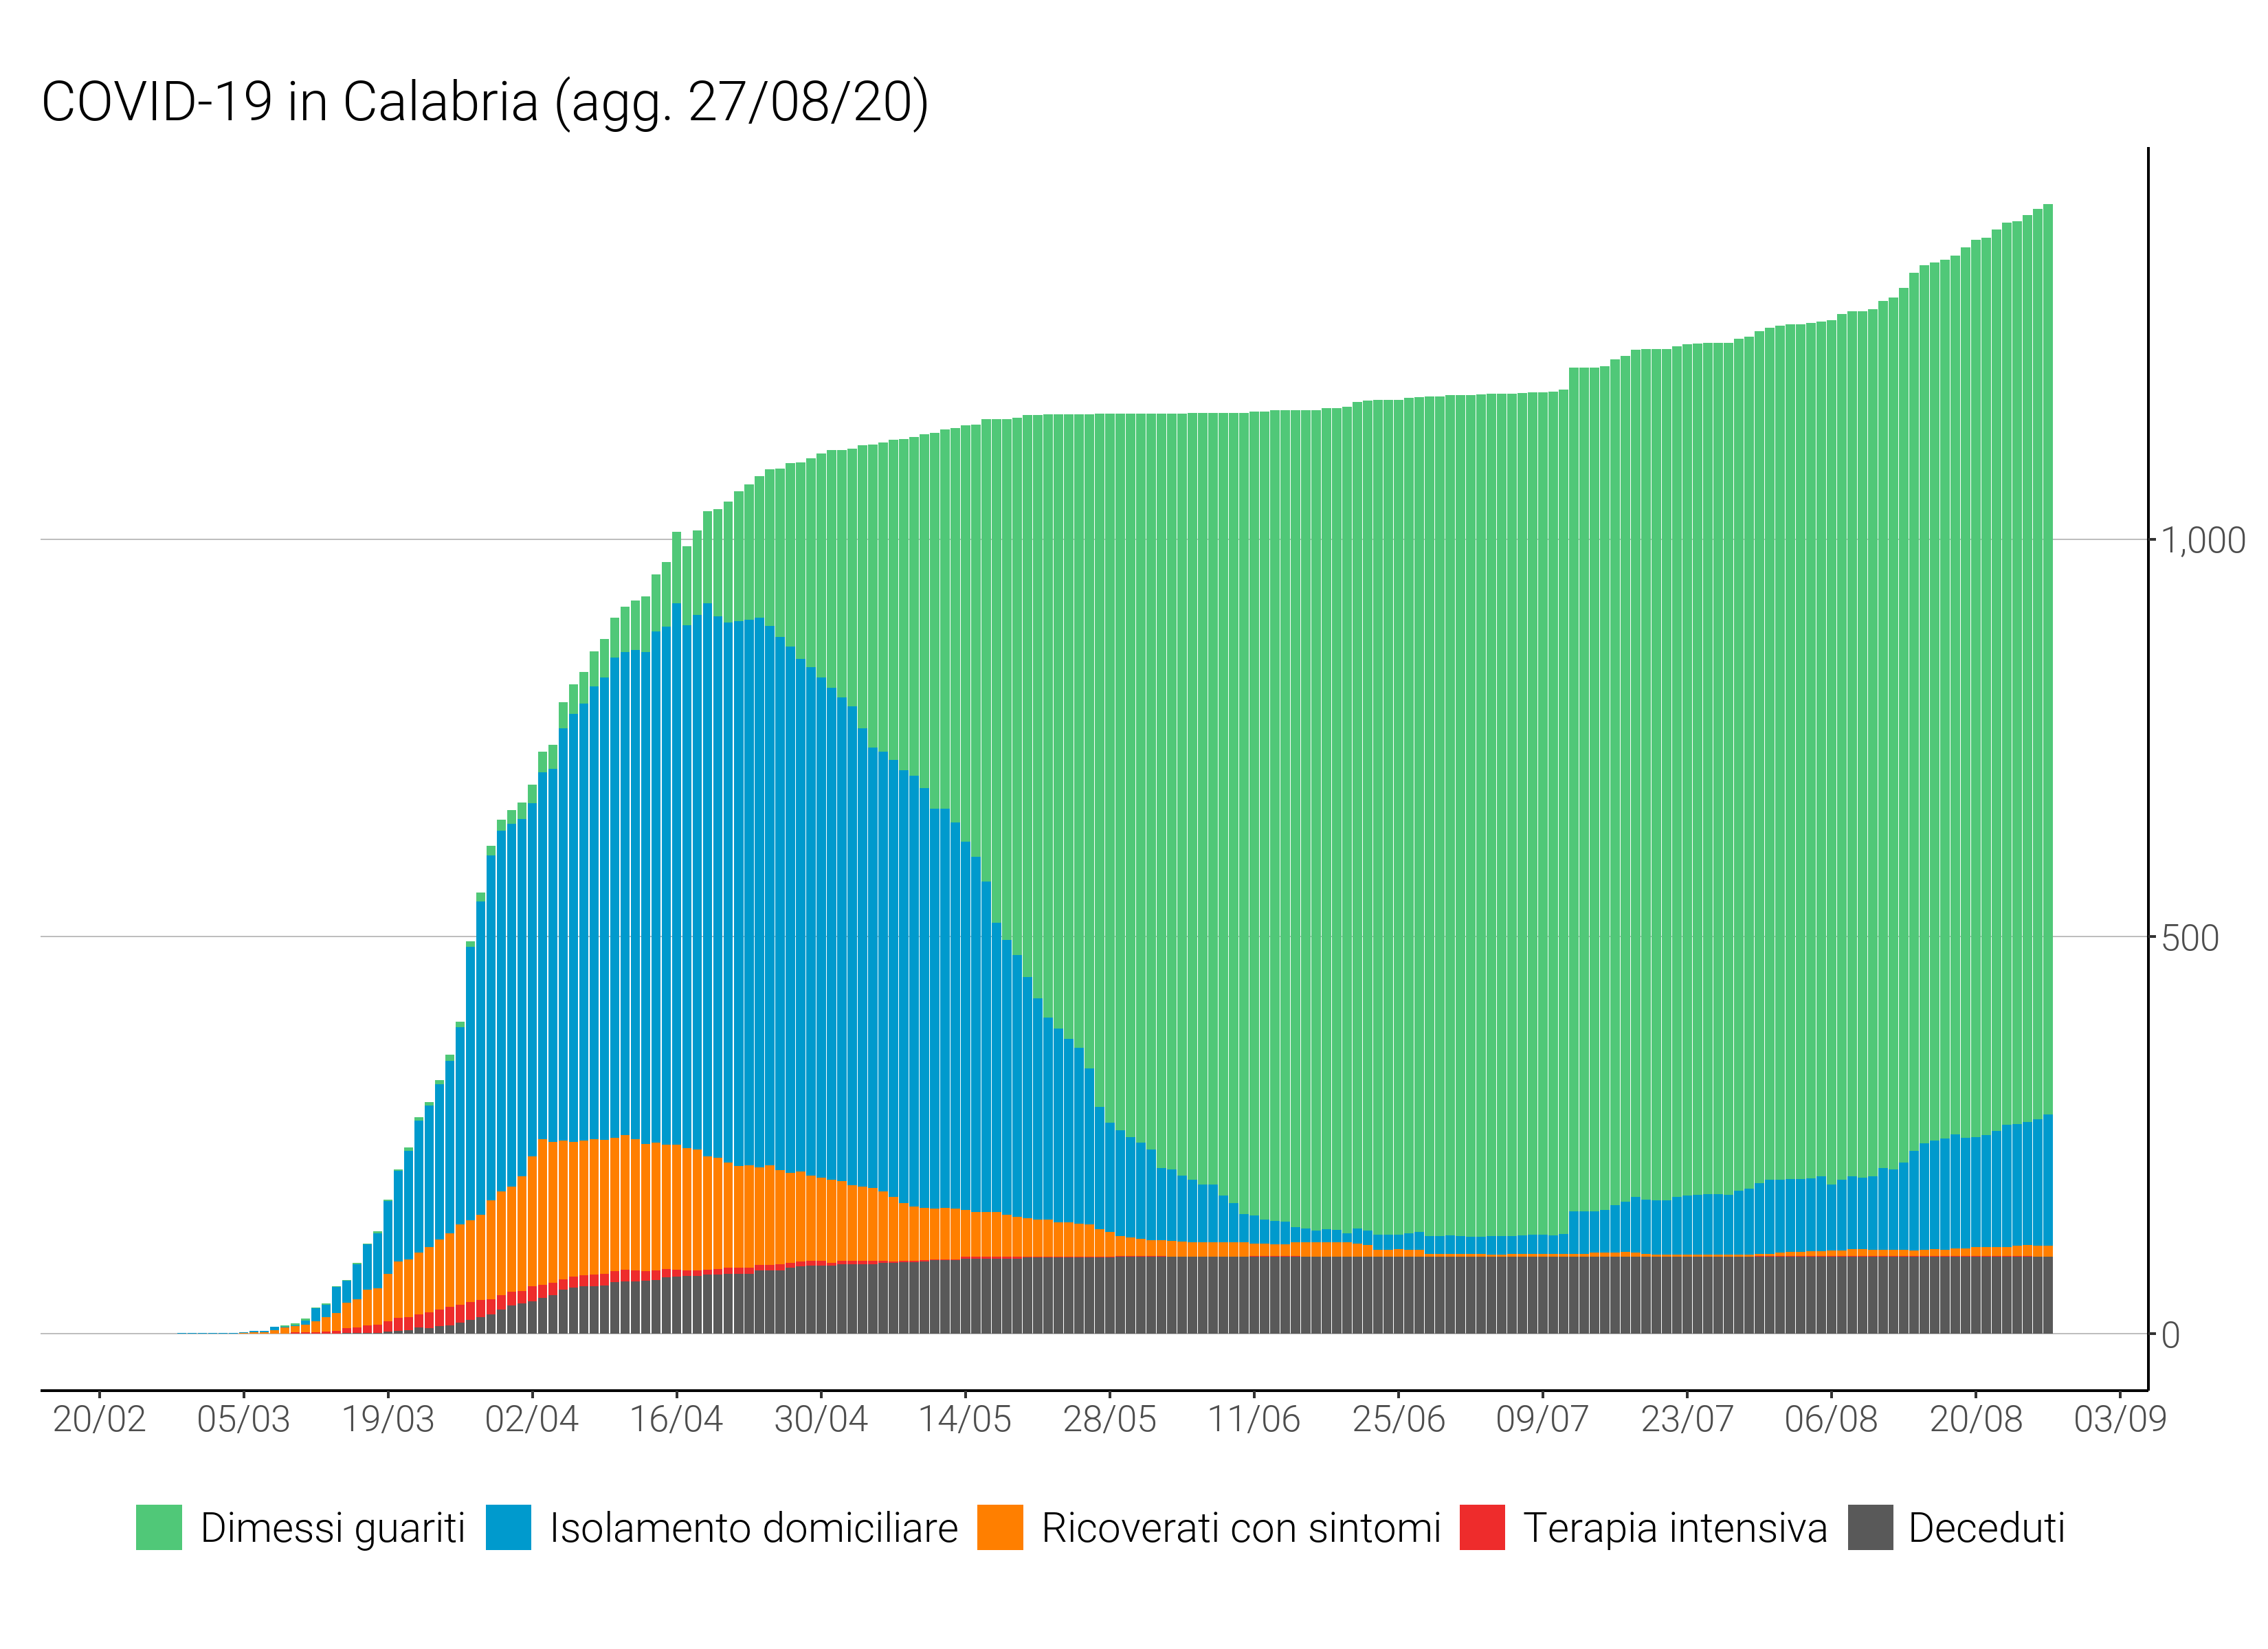 COVID-19 in Calabria (agg. 27/08/20)
1,000
500
0
20/02 05/03 19/03 02/04 16/04 30/04 14/05 28/05 11/06 25/06 09/07 23/07 06/08 20/08 03/09
Dimessi guariti Isolamento domiciliare Ricoverati con sintomi Terapia intensiva Deceduti